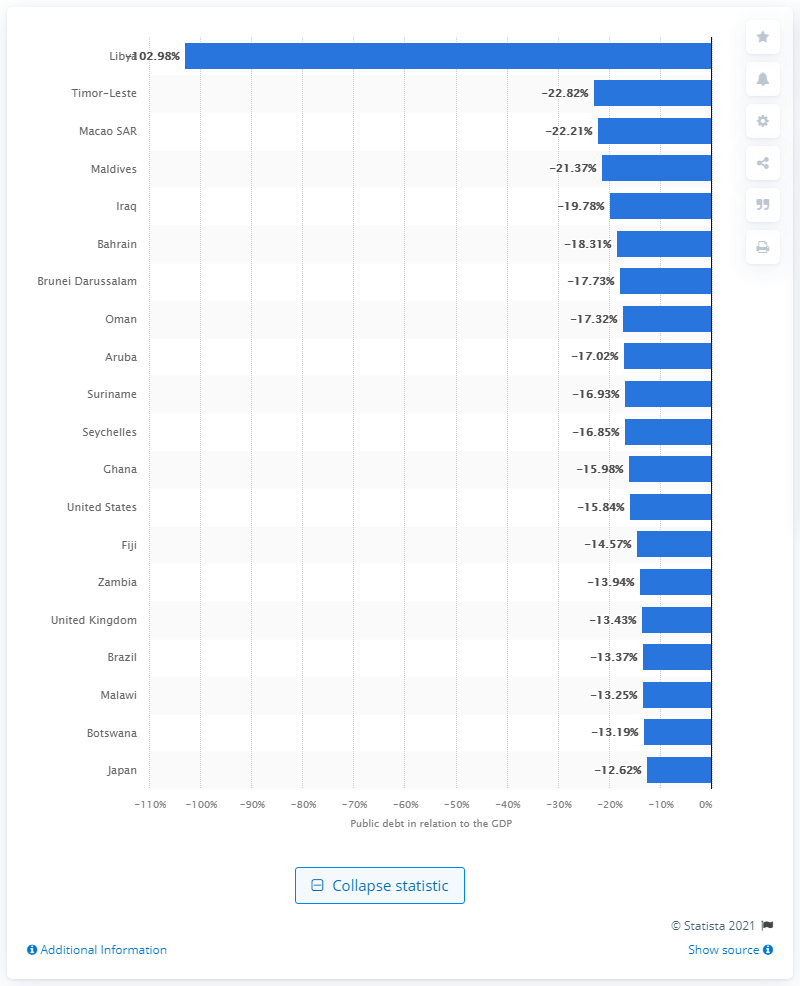 Libya -102.98%
Timor-Leste -22.82%
Macao SAR -22.21%
Maldives -21.37%
Iraq -19.78%
Bahrain -18.31%
Brunei Darussalam -17.73%
Oman -17.32%
Aruba -17.02%
Suriname -16.93%
Seychelles -16.85%
Ghana -15.98%
United States -15.84%
Fiji -14.57%
Zambia -13.94%
United Kingdom -13.43%
Brazil -13.37%
Malawi -13.25%
Botswana -13.19%
Japan -12.62%
-110% -100% -90% -80% -70% -60% -50% -40% -30% -20% -10% 0%
Public debt in relation to the GDP
Collapse statistic
© Statista 2021
Additional Information Show source